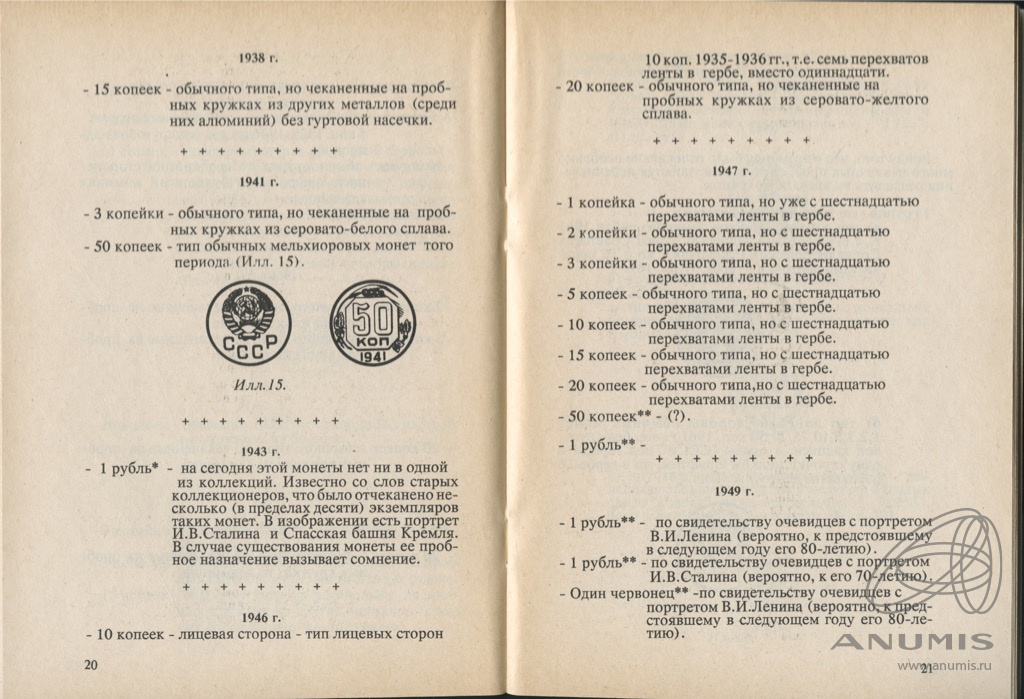 1938 г.
- 15 копеек - обычного типа, но чеканенные на проб-
ных кружках из других металлов (среди
них алюминий) без гуртовой насечки.
+ + + + + + + + +
1941 г.
- 3 копейки - обычного типа, но чеканенные на проб-
ных кружках из серовато-белого сплава.
- 50 копеек - тип обычных мельхиоровых монет того
периода (Илл. 15).
СССР
50
КОП
1941
Илл. 15.
+ + + + + + + + +
1943 г.
- 1 рубль* - на сегодня этой монеты нет ни в одной
из коллекций. Известно со слов старых
коллекционеров, что было отчеканено не-
сколько (в пределах десяти) экземпляров
таких монет. В изображении есть портрет
И.В.Сталина и Спасская башня Кремля.
В случае существования монеты ее проб-
ное назначение вызывает сомнение.
+ + + + + + + + +
1946 г.
- 10 копеек - лицевая сторона - тип лицевых сторон
20
10 коп. 1935-1936 гг., т.е. семь перехватов
ленты в гербе, вместо одиннадцати.
- 20 копеек - обычного типа, но чеканенные на
пробных кружках из серовато-желтого
сплава.
+ + + + + + + + +
1947 г.
- 1 копейка - обычного типа, но уже с шестнадцатью
перехватами ленты в гербе.
- 2 копейки - обычного типа, но с шестнадцатью
перехватами ленты в гербе.
- 3 копейки - обычного типа, но с шестнадцатью
перехватами ленты в гербе.
- 5 копеек - обычного типа, но с шестнадцатью
перехватами ленты в гербе.
- 10 копеек - обычного типа, но с шестнадцатью
перехватами ленты в гербе.
- 15 копеек - обычного типа, но с шестнадцатью
перехватами ленты в гербе.
- 20 копеек - обычного типа,но с шестнадцатью
перехватами ленты в гербе.
- 50 копеек** - (?).
- 1 рубль** -
+ + + + + + + + +
1949 г.
- 1 рубль** - по свидетельству очевидцев с портретом
В.И.Ленина (вероятно, к предстоявшему
в следующем году его 80-летию).
- 1 рубль** - по свидетельству очевидцев с портретом
И.В.Сталина (вероятно, к его 70-летию).
- Один червонец** -по свидетельству очевидцев с
портретом В.И.Ленина (вероятно, к пред-
стоявшему в следующем году его 80-ле-
тию).
21
ANUMIS
www.anumis.ru